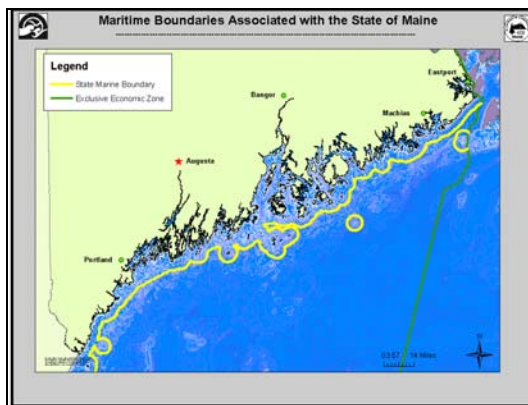 Maritime Boundaries Associated with the State of Maine
Legend
State Marine Boundary
Exclusive Economic Zone
Eastport
Bangor
Machias
Augusta
Portland
14 Miles